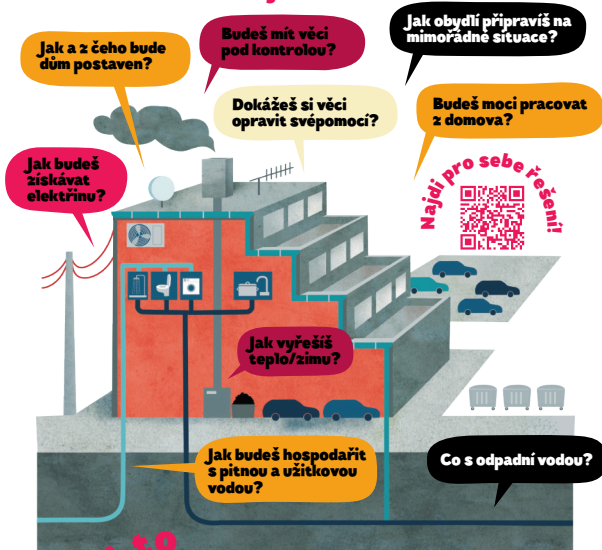 Jak obydlí připravíš na
mimořádné situace?
Budeš mít věci
pod kontrolou?
Jak a z čeho bude
dům postaven?
Dokážeš si věci
opravit svépomocí?
Budeš moci pracovat
z domova?
Jak budeš
získávat
elektřinu?
Najdi pro sebe řešení!
Jak vyřešíš
teplo/zimu?
Jak budeš hospodařit
s pitnou a užitkovou
vodou?
Co s odpadní vodou?